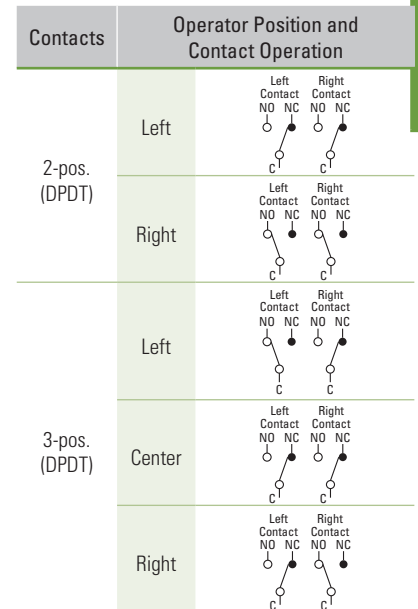 Contacts
Operator Position and
Contact Operation
2-pos.
(DPDT)
Left
Left Right
Contact Contact
NO NC NO NC
C C
Right
Left Right
Contact Contact
NO NC NO NC
C C
3-pos.
(DPDT)
Left
Left Right
Contact Contact
NO NC NO NC
C C
Center
Left Right
Contact Contact
NO NC NO NC
C C
Right
Left Right
Contact Contact
NO NC NO NC
C C